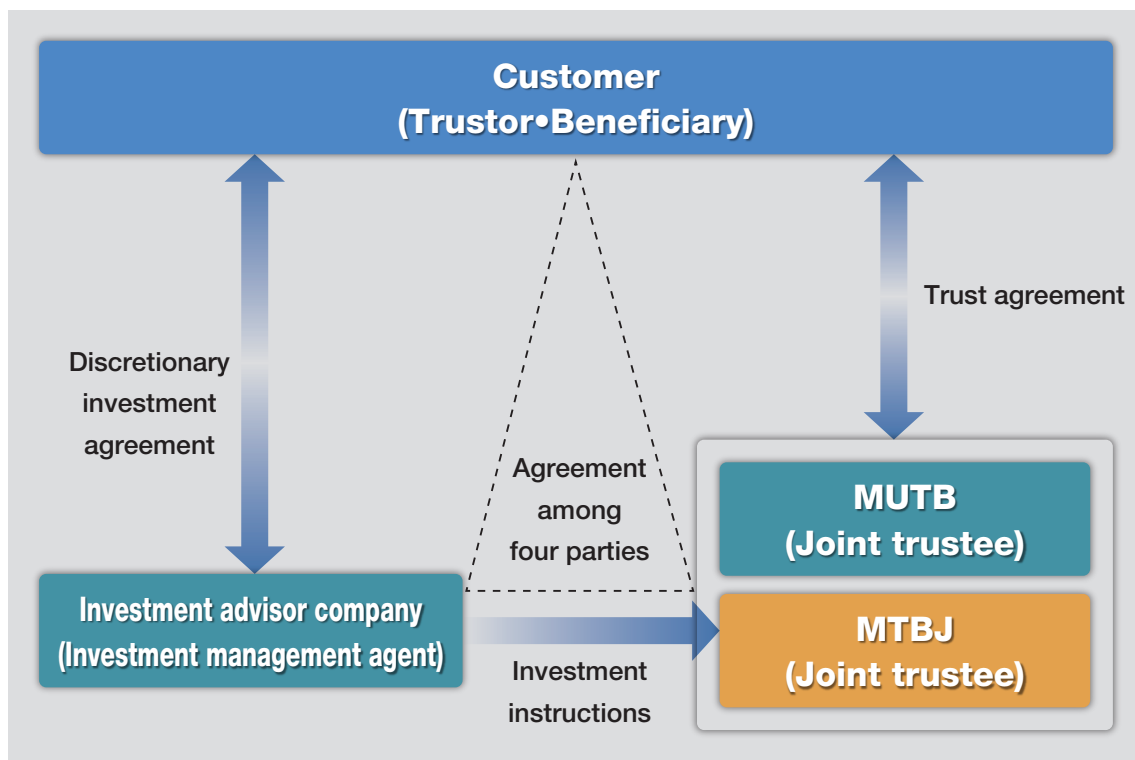 Customer
(Trustor•Beneficiary)
Discretionary
investment
agreement
Trust agreement
Agreement
among
four parties
MUTB
(Joint trustee)
Investment advisor company
(Investment management agent)
MTBJ
(Joint trustee)
Investment
instructions